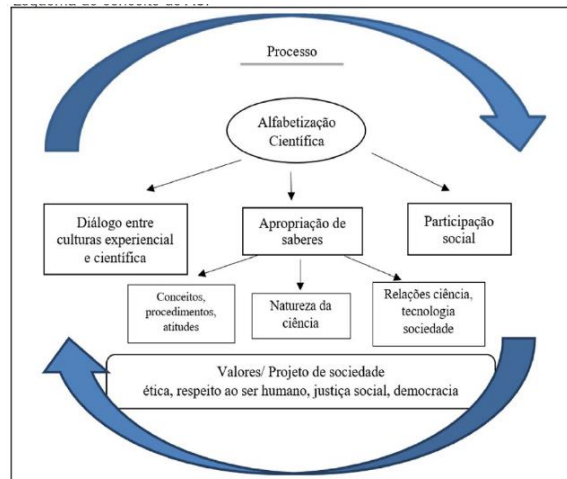 Processo
Alfabetização
Científica
Diálogo entre
culturas experiencial
e científica
Apropriação de
saberes
Participação
social
Conceitos,
procedimentos,
atitudes
Natureza da
ciência
Relações ciência,
tecnologia
sociedade
Valores/ Projeto de sociedade
ética, respeito ao ser humano, justiça social, democracia